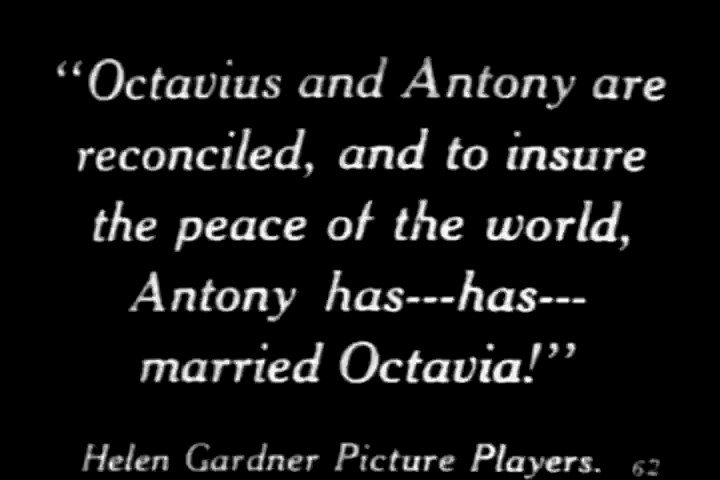 “Octavius and Antony are
reconciled, and to insure
the peace of the world,
Antony has---has---
married Octavia!”
Helen Gardner Picture Players. 62